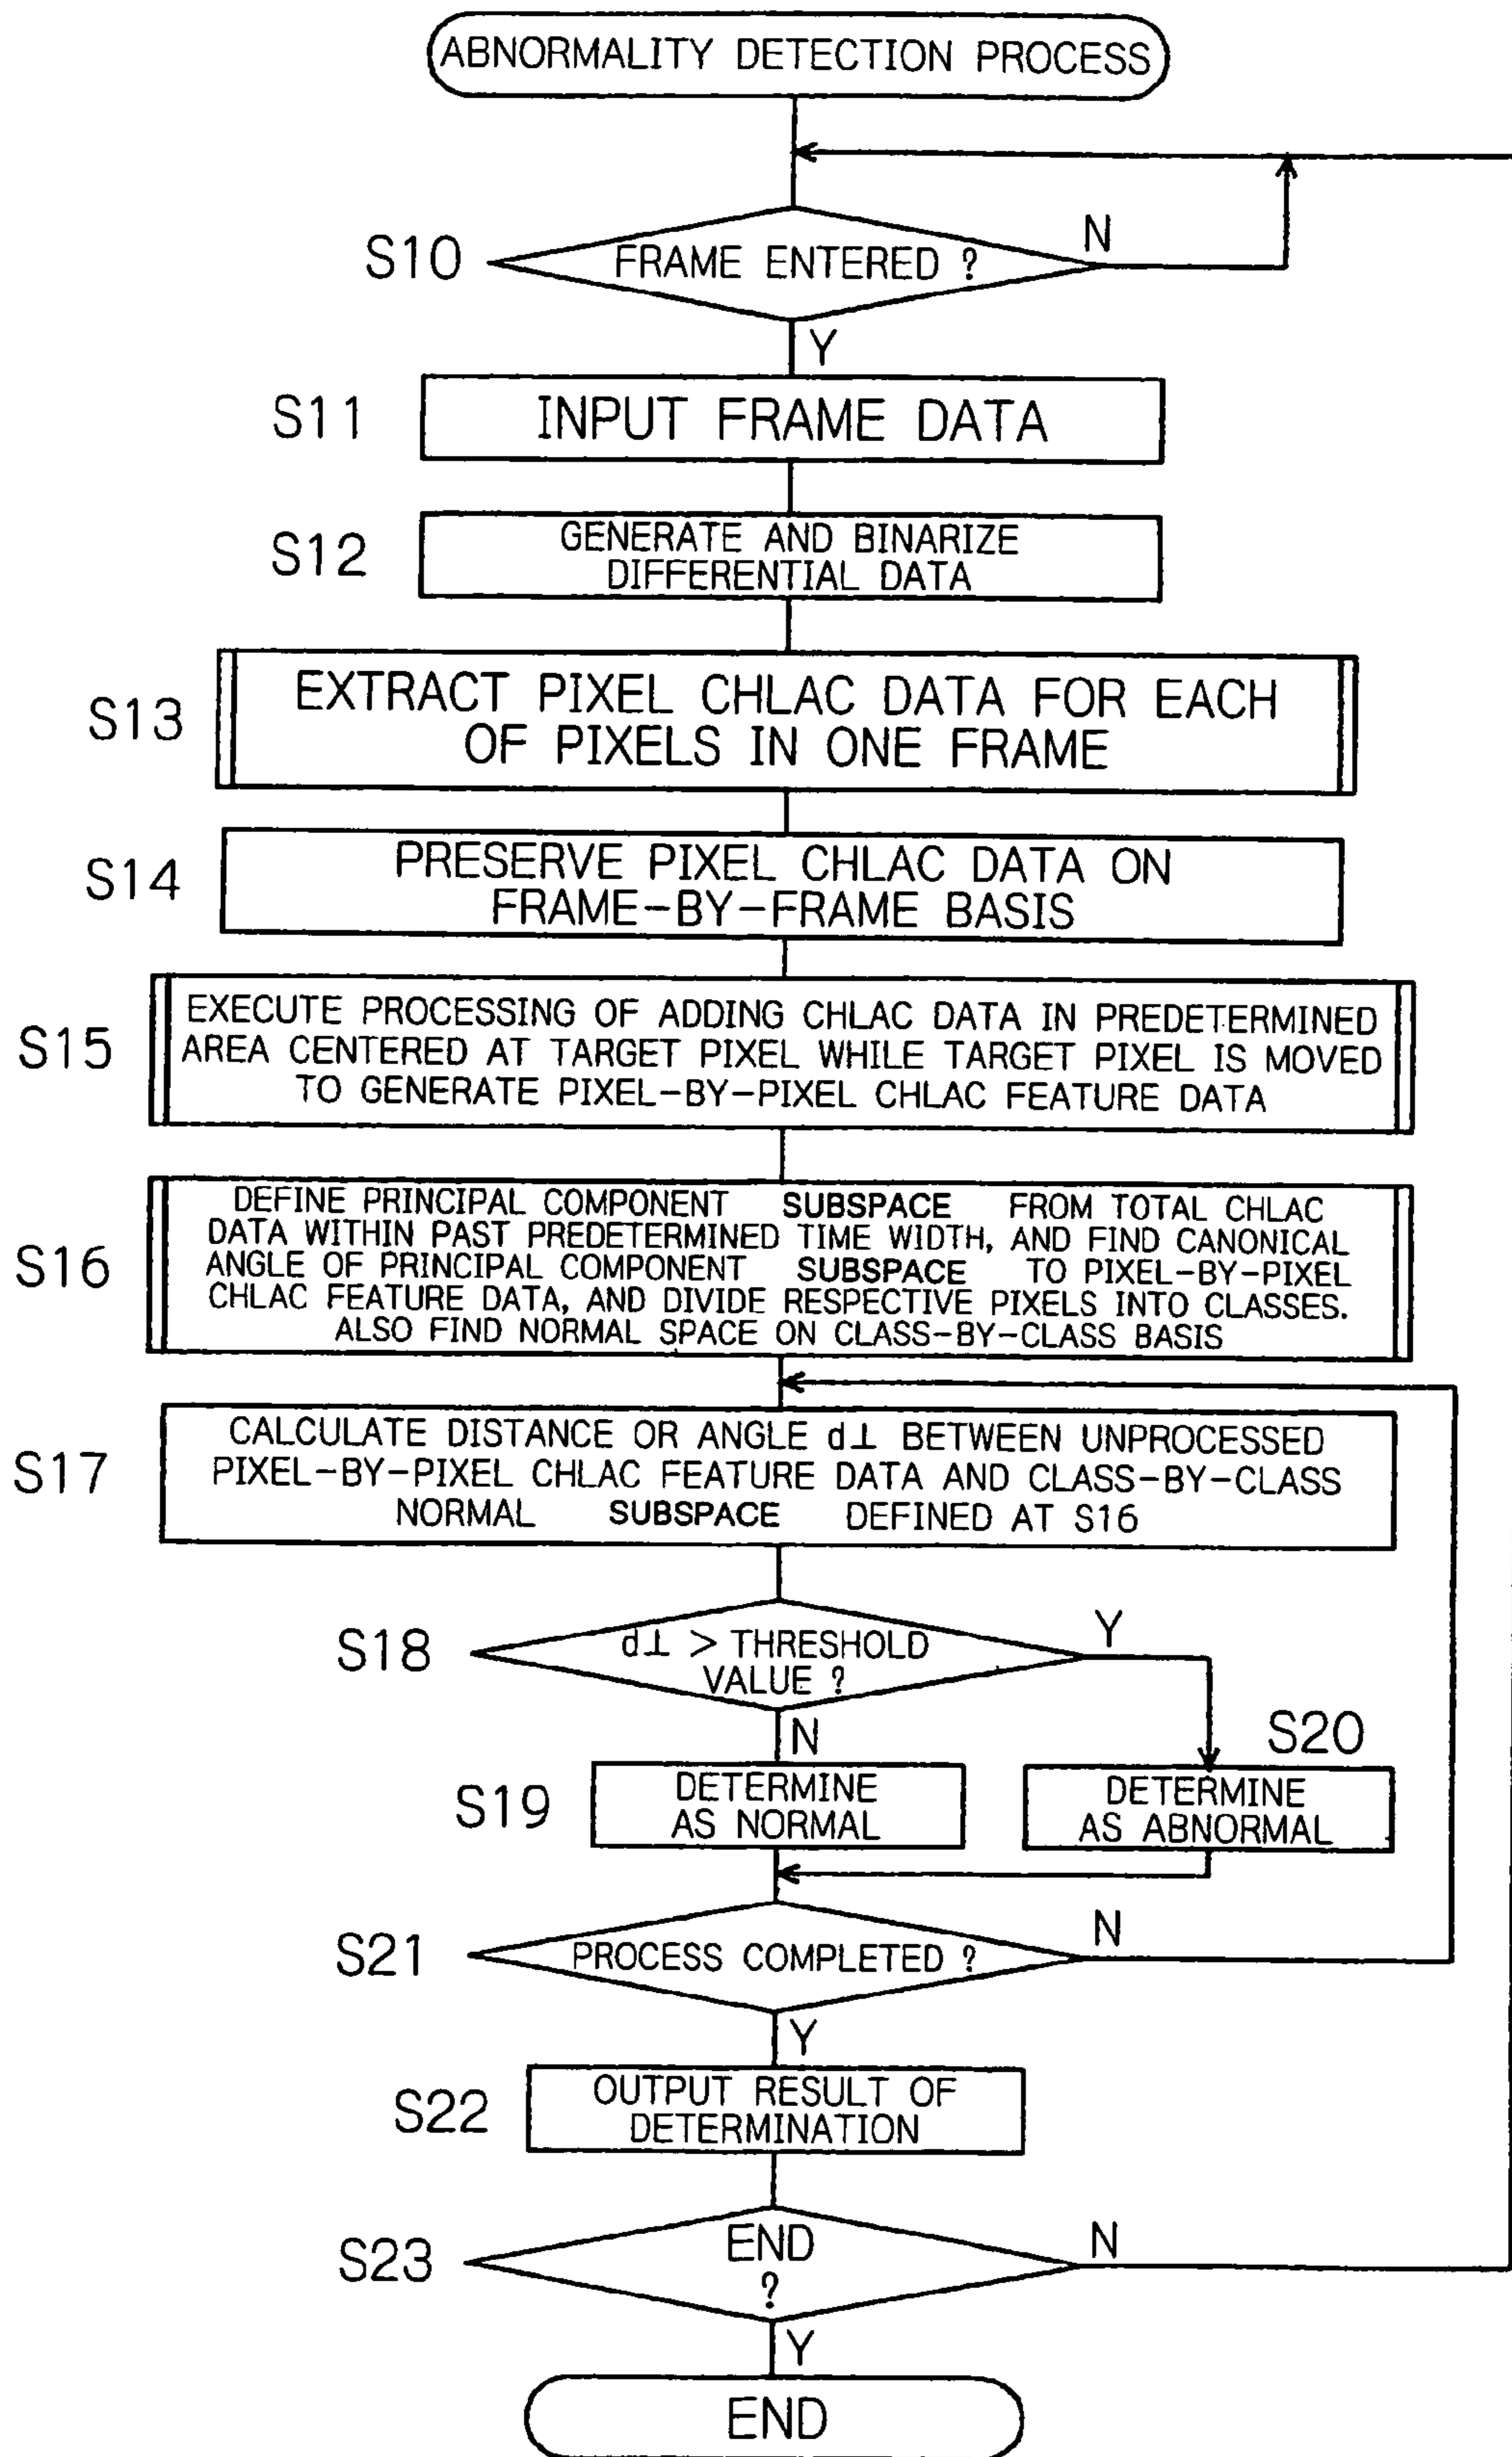 ABNORMALITY DETECTION PROCESS
S10
FRAME ENTERED ?
N
Y
S11
INPUT FRAME DATA
S12
GENERATE AND BINARIZE
DIFFERENTIAL DATA
S13
EXTRACT PIXEL CHLAC DATA FOR EACH
OF PIXELS IN ONE FRAME
S14
PRESERVE PIXEL CHLAC DATA ON
FRAME-BY-FRAME BASIS
S15
EXECUTE PROCESSING OF ADDING CHLAC DATA IN PREDETERMINED
AREA CENTERED AT TARGET PIXEL WHILE TARGET PIXEL IS MOVED
TO GENERATE PIXEL-BY-PIXEL CHLAC FEATURE DATA
S16
DEFINE PRINCIPAL COMPONENT SUBSPACE FROM TOTAL CHLAC
DATA WITHIN PAST PREDETERMINED TIME WIDTH, AND FIND CANONICAL
ANGLE OF PRINCIPAL COMPONENT SUBSPACE TO PIXEL-BY-PIXEL
CHLAC FEATURE DATA, AND DIVIDE RESPECTIVE PIXELS INTO CLASSES.
ALSO FIND NORMAL SPACE ON CLASS-BY-CLASS BASIS
S17
CALCULATE DISTANCE OR ANGLE d⊥ BETWEEN UNPROCESSED
PIXEL-BY-PIXEL CHLAC FEATURE DATA AND CLASS-BY-CLASS
NORMAL SUBSPACE DEFINED AT S16
S18
d⊥ > THRESHOLD
VALUE ?
Y
N
S19
DETERMINE
AS NORMAL
S20
DETERMINE
AS ABNORMAL
S21
PROCESS COMPLETED ?
N
Y
S22
OUTPUT RESULT OF
DETERMINATION
S23
END
?
N
Y
END